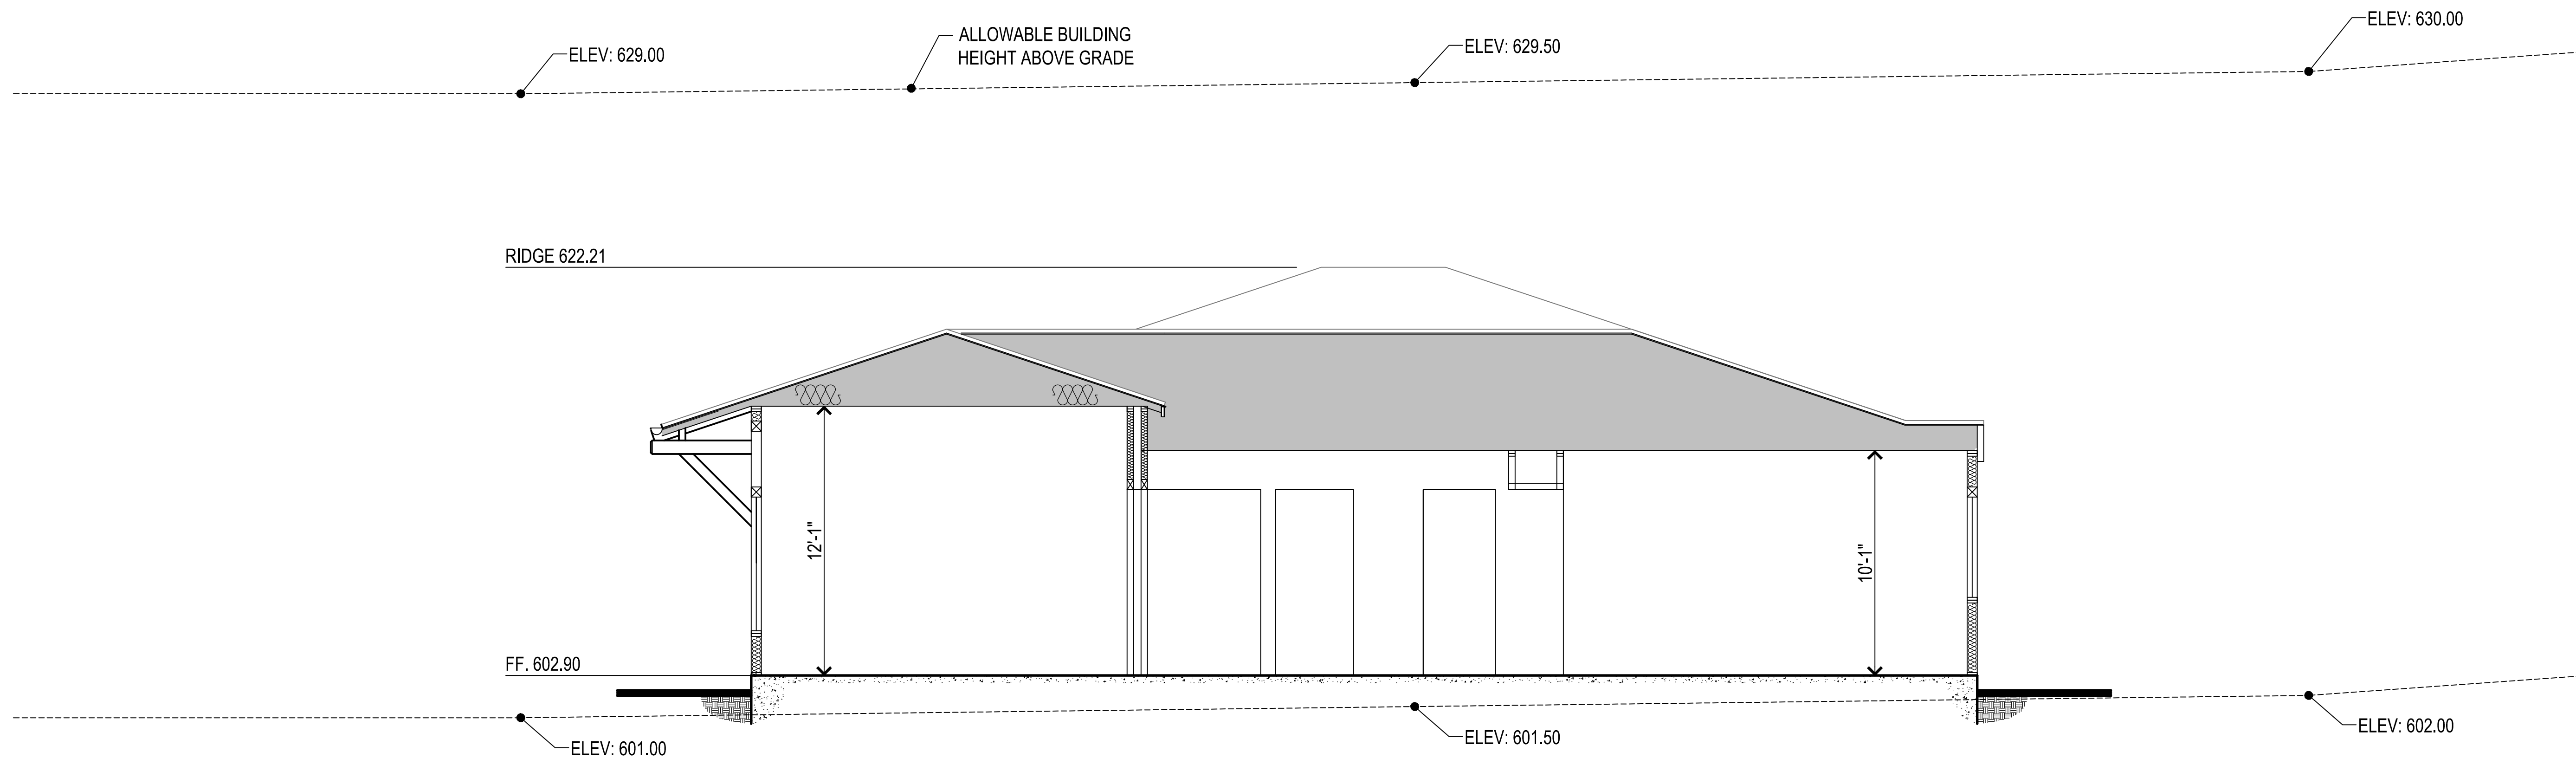 ELEV: 629.00
ALLOWABLE BUILDING
HEIGHT ABOVE GRADE
ELEV: 629.50
ELEV: 630.00
RIDGE 622.21
12'-1"
10'-1"
FF. 602.90
ELEV: 601.00
ELEV: 601.50
ELEV: 602.00